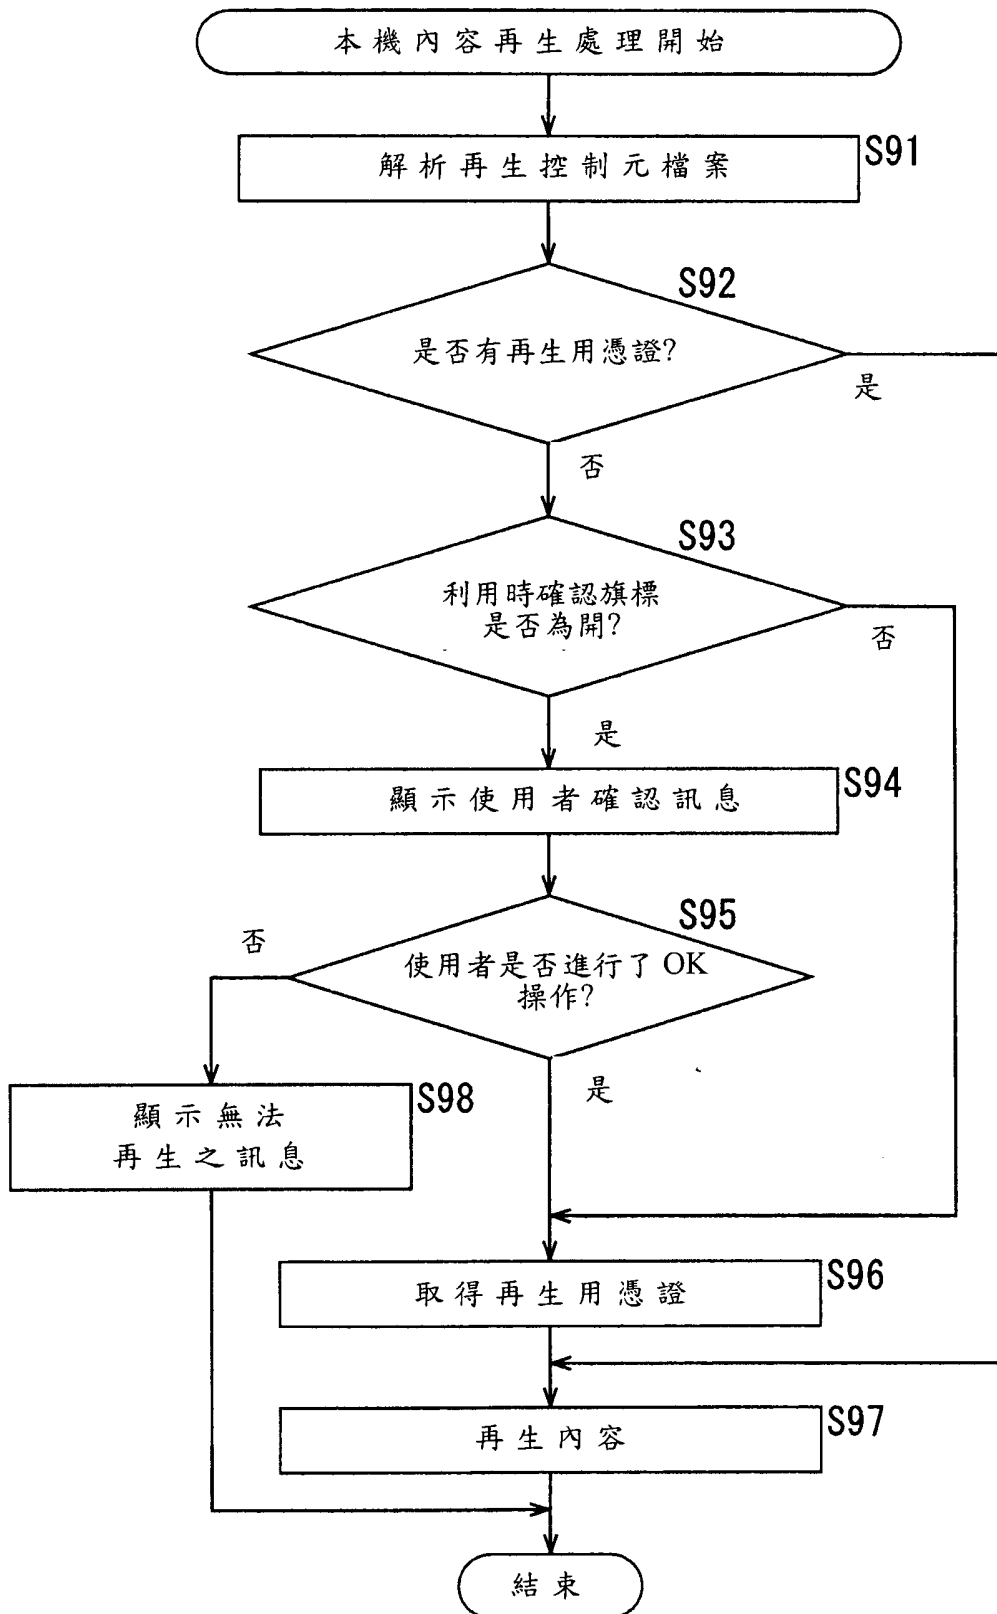 本機內容再生處理開始
解析再生控制元檔案
S91
S92
是否有再生用憑證?
是
否
S93
利用時確認旗標
是否為開?
否
是
顯示使用者確認訊息
S94
S95
否
使用者是否進行了 OK
操作?
是
顯示無法
再生之訊息
S98
取得再生用憑證
S96
再生內容
S97
結束